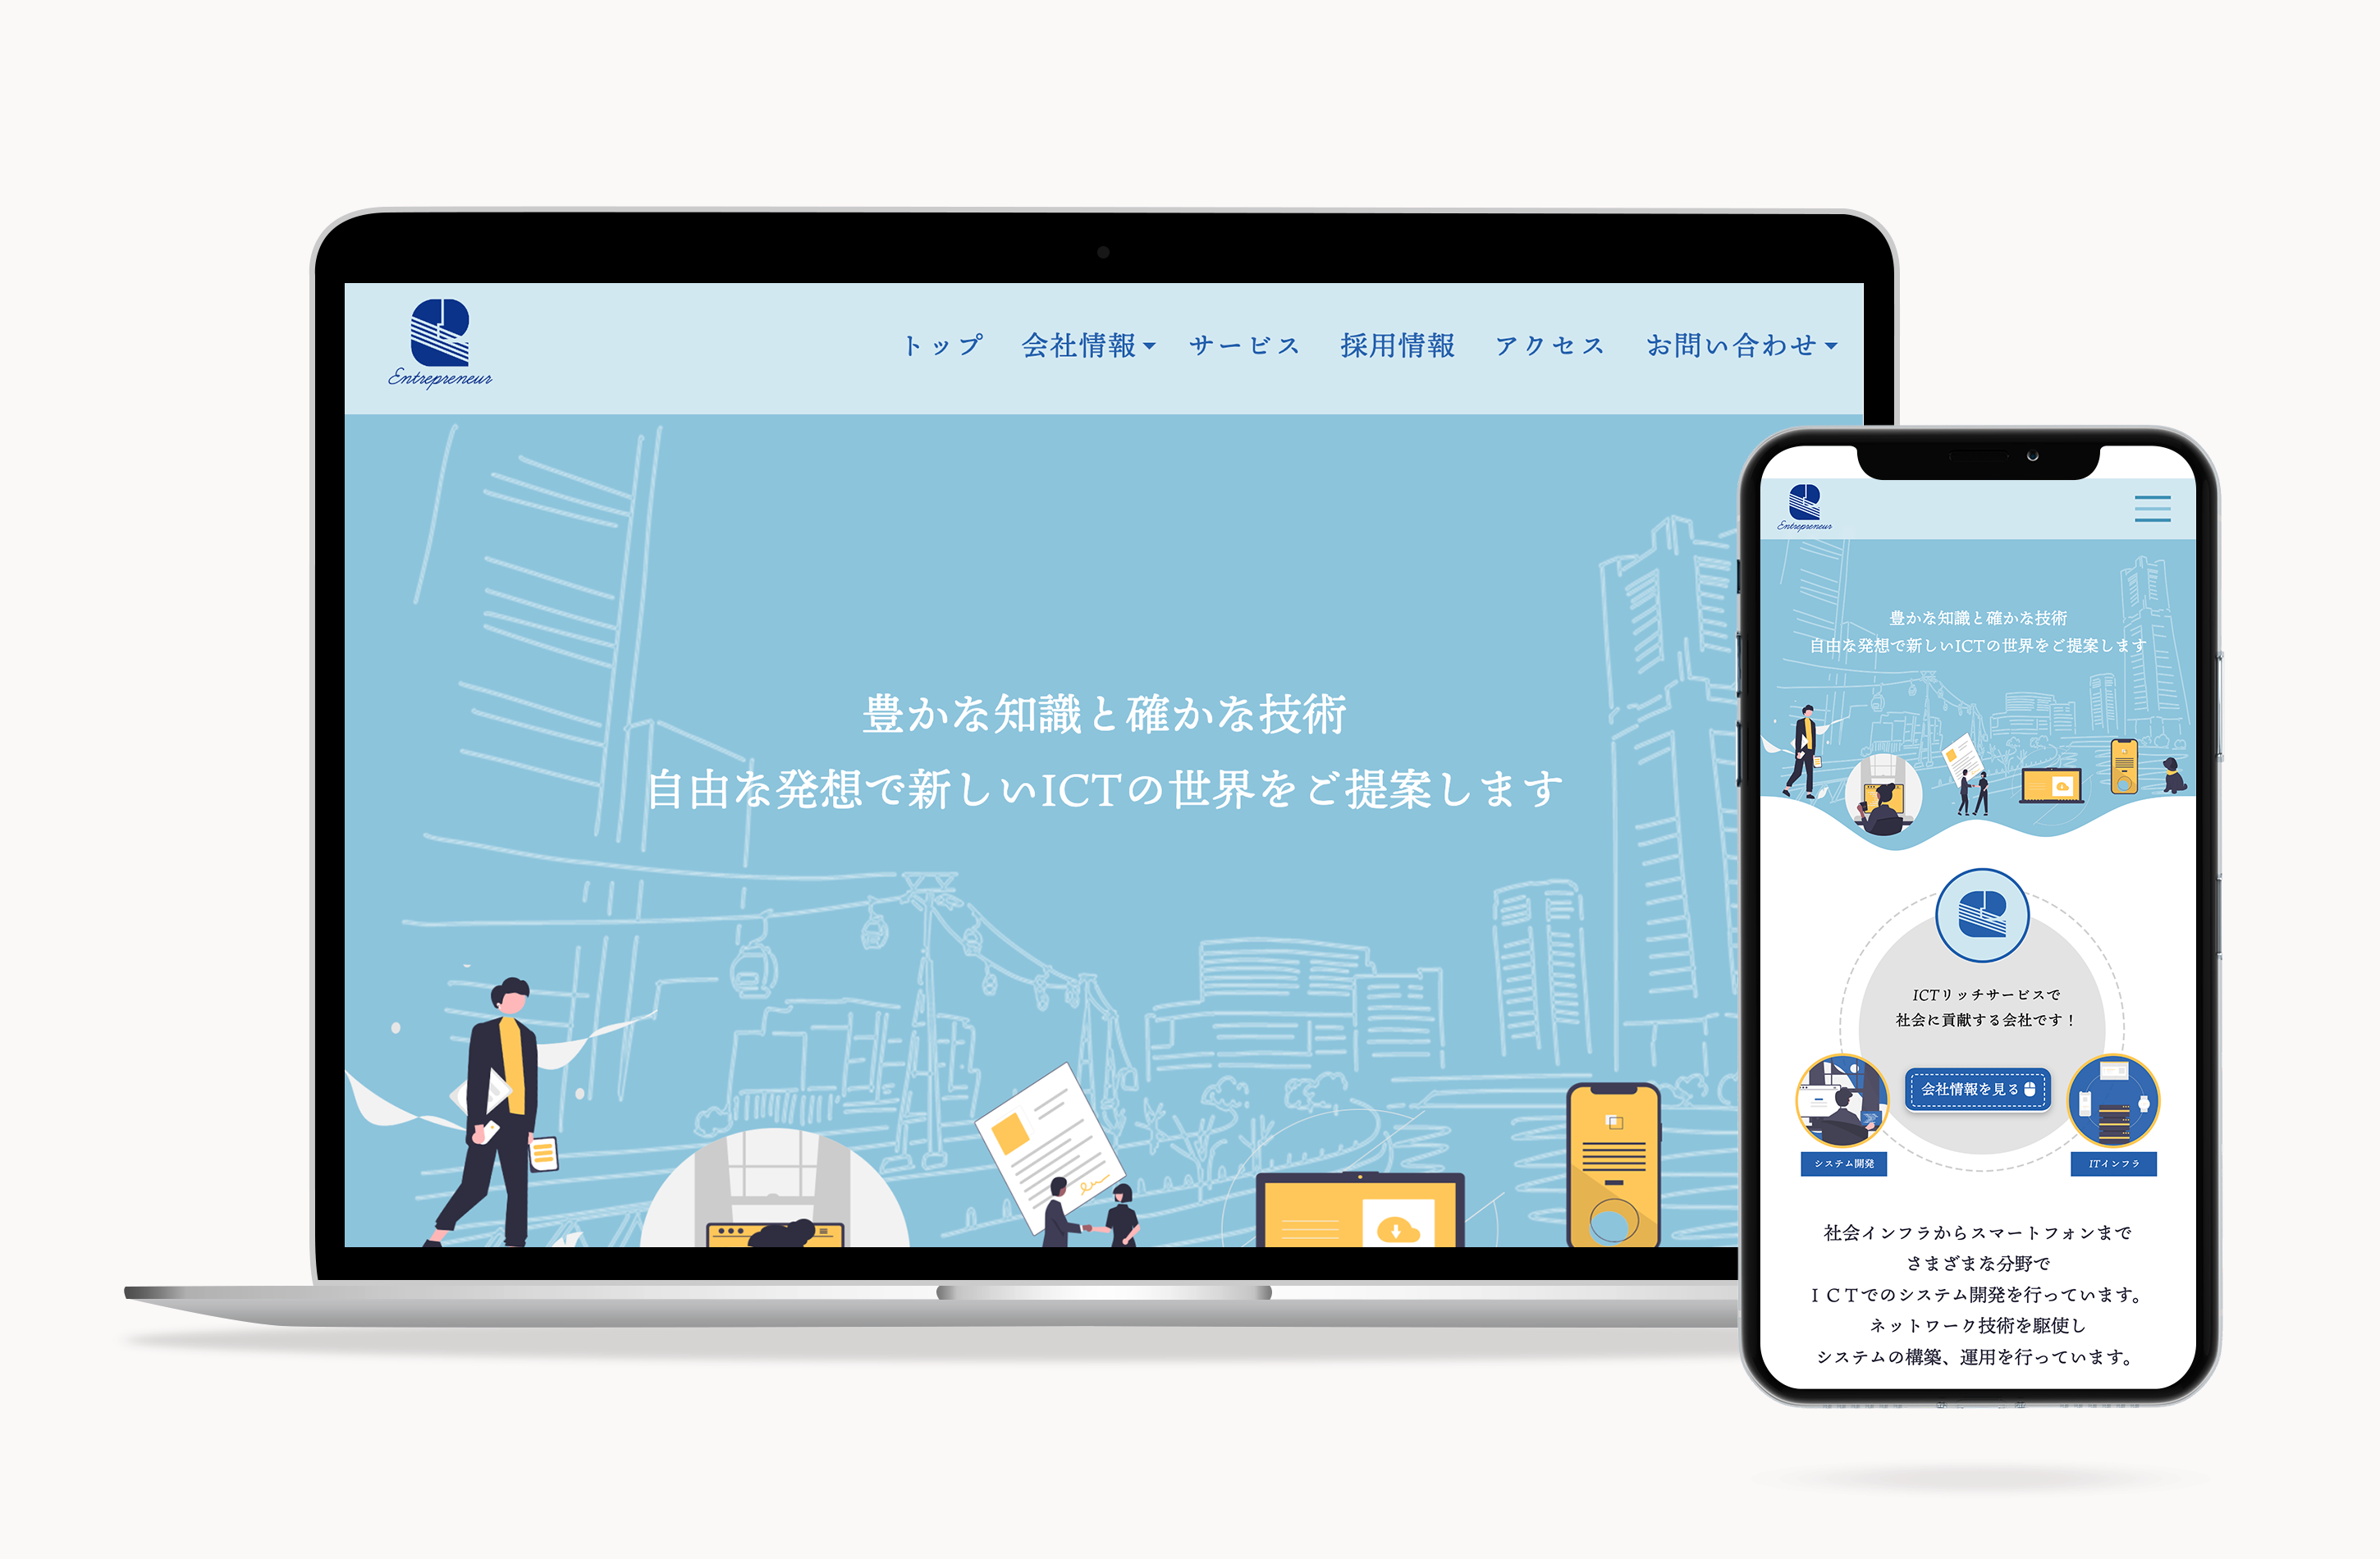 Entrepreneur
トップ 会社情報 サービス 採用情報 アクセス お問い合わせ
豊かな知識と確かな技術
自由な発想で新しいICTの世界をご提案します
Entrepreneur
豊かな知識と確かな技術
自由な発想で新しいICTの世界をご提案します
ICTリッチサービスで
社会に貢献する会社です！
会社情報を見る
システム開発
ITインフラ
社会インフラからスマートフォンまで
さまざまな分野で
ＩＣＴでのシステム開発を行っています。
ネットワーク技術を駆使し
システムの構築、運用を行っています。